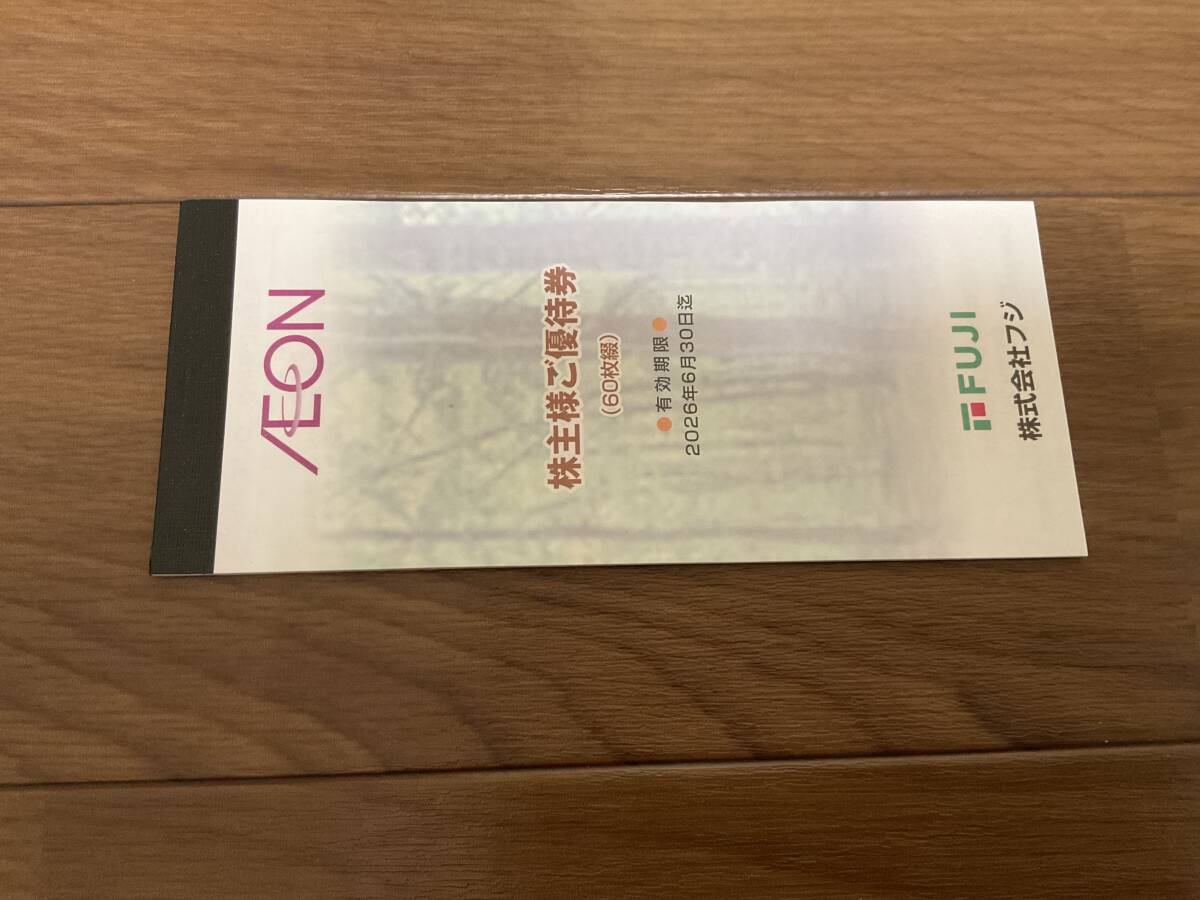 ÆON
株主様ご優待券
(60枚綴)
●有効期限●
2026年6月30日迄
FUJI
株式会社フジ